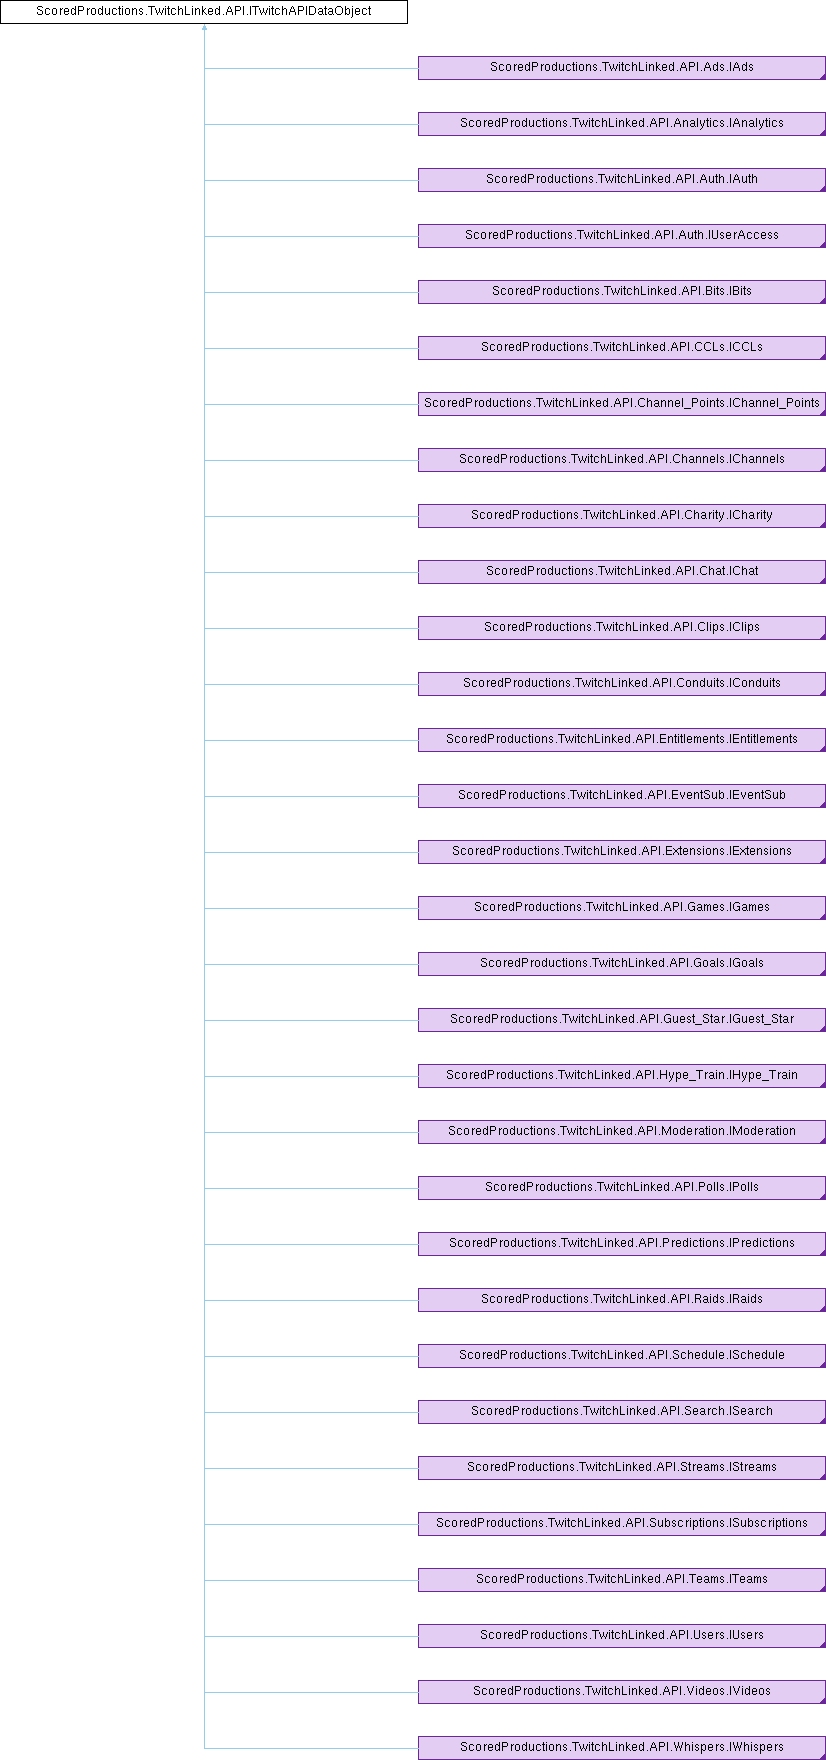 ScoredProductions.TwitchLinked.API.ITwitchAPIDataObject
ScoredProductions.TwitchLinked.API.Ads.IAds
ScoredProductions.TwitchLinked.API.Analytics.IAnalytics
ScoredProductions.TwitchLinked.API.Auth.IAuth
ScoredProductions.TwitchLinked.API.Auth.IUserAccess
ScoredProductions.TwitchLinked.API.Bits.IBits
ScoredProductions.TwitchLinked.API.CCLs.ICCLs
ScoredProductions.TwitchLinked.API.Channel_Points.IChannel_Points
ScoredProductions.TwitchLinked.API.Channels.IChannels
ScoredProductions.TwitchLinked.API.Charity.ICharity
ScoredProductions.TwitchLinked.API.Chat.IChat
ScoredProductions.TwitchLinked.API.Clips.IClips
ScoredProductions.TwitchLinked.API.Conduits.IConduits
ScoredProductions.TwitchLinked.API.Entitlements.IEntitlements
ScoredProductions.TwitchLinked.API.EventSub.IEventSub
ScoredProductions.TwitchLinked.API.Extensions.IExtensions
ScoredProductions.TwitchLinked.API.Games.IGames
ScoredProductions.TwitchLinked.API.Goals.IGoals
ScoredProductions.TwitchLinked.API.Guest_Star.IGuest_Star
ScoredProductions.TwitchLinked.API.Hype_Train.IHype_Train
ScoredProductions.TwitchLinked.API.Moderation.IModeration
ScoredProductions.TwitchLinked.API.Polls.IPolls
ScoredProductions.TwitchLinked.API.Predictions.IPredictions
ScoredProductions.TwitchLinked.API.Raids.IRaids
ScoredProductions.TwitchLinked.API.Schedule.ISchedule
ScoredProductions.TwitchLinked.API.Search.ISearch
ScoredProductions.TwitchLinked.API.Streams.IStreams
ScoredProductions.TwitchLinked.API.Subscriptions.ISubscriptions
ScoredProductions.TwitchLinked.API.Teams.ITeams
ScoredProductions.TwitchLinked.API.Users.IUsers
ScoredProductions.TwitchLinked.API.Videos.IVideos
ScoredProductions.TwitchLinked.API.Whispers.IWhispers